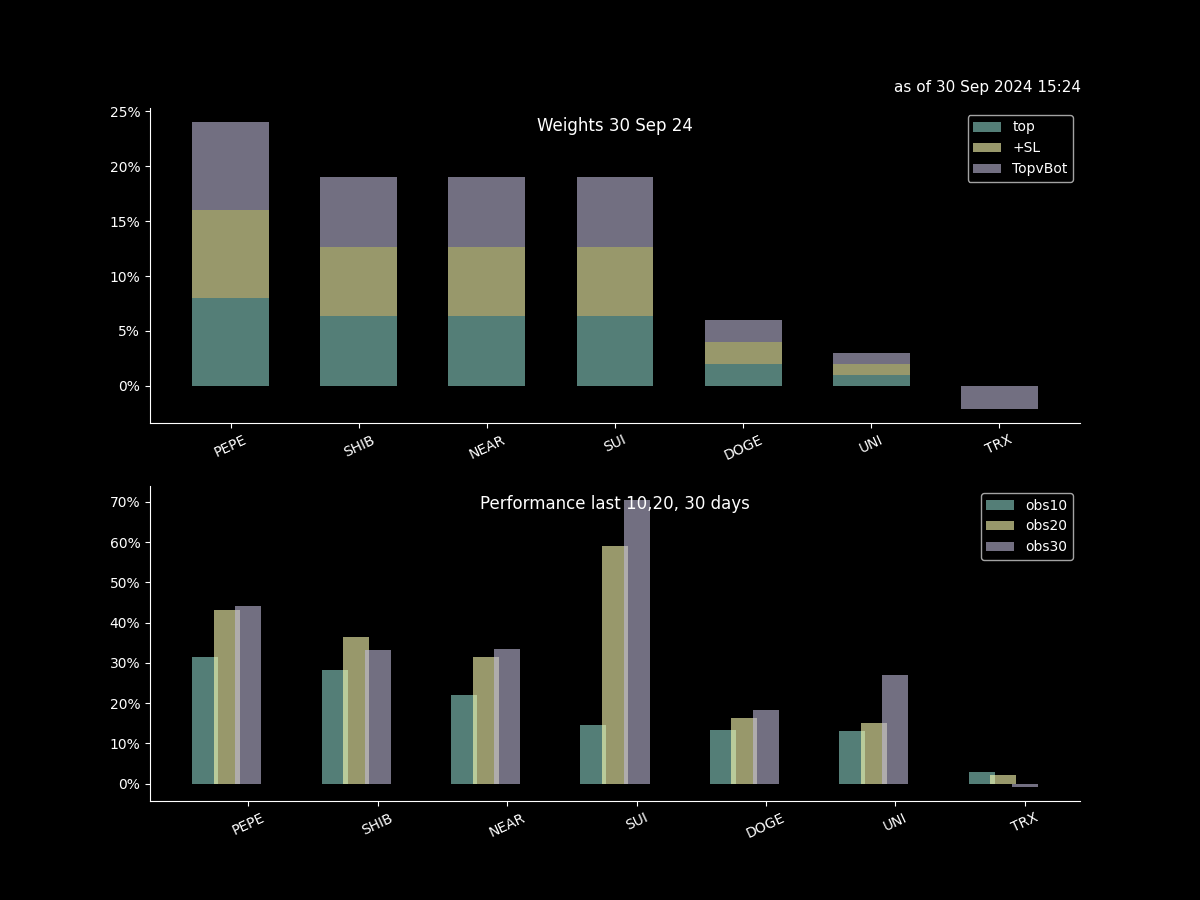 as of 30 Sep 2024 15:24
Weights 30 Sep 24
25%
20%
15%
10%
5%
0%
top
+SL
TopvBot
PEPE SHIB NEAR SUI DOGE UNI TRX
Performance last 10,20, 30 days
70%
60%
50%
40%
30%
20%
10%
0%
obs10
obs20
obs30
PEPE SHIB NEAR SUI DOGE UNI TRX